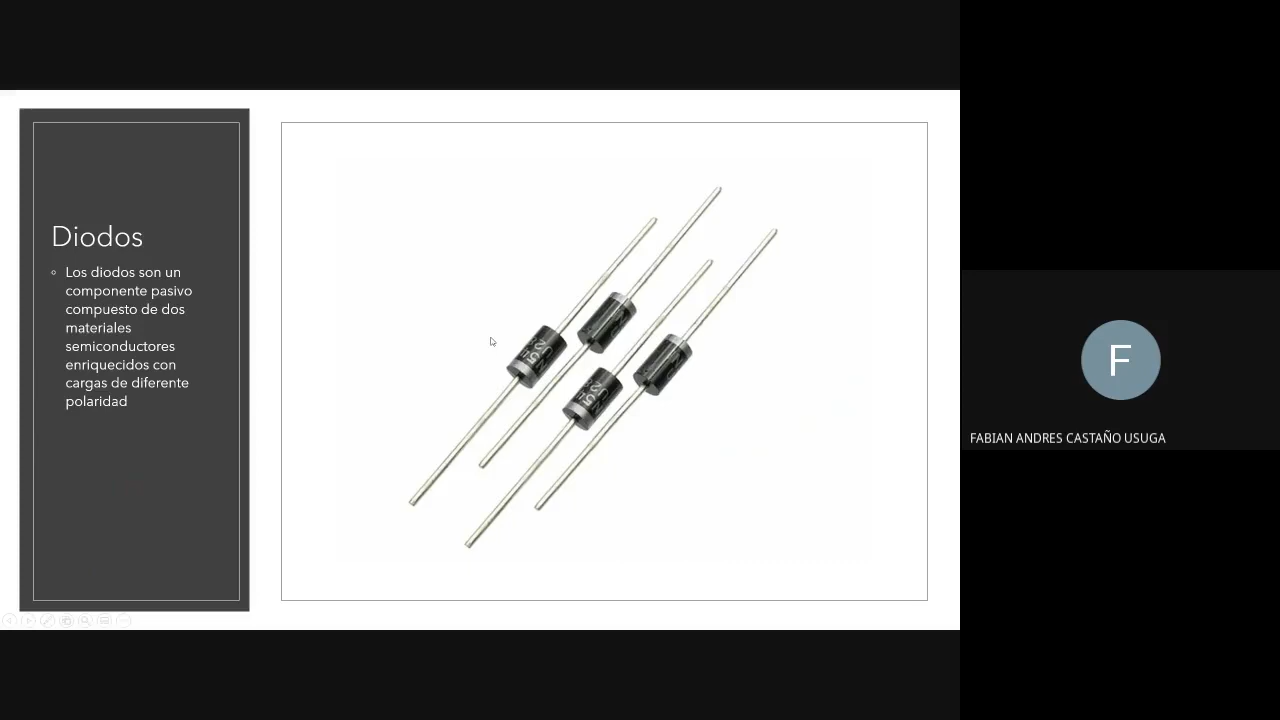 Diodos
Los diodos son un
componente pasivo
compuesto de dos
materiales
semiconductores
enriquecidos con
cargas de diferente
polaridad
F
FABIAN ANDRES CASTAÑO USUGA